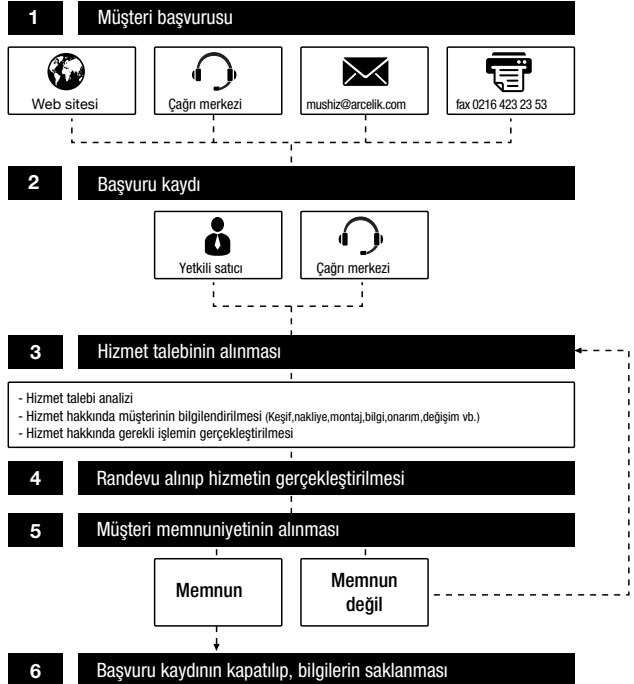 1 Müşteri başvurusu
Web sitesi
Çağrı merkezi
mushiz@arcelik.com
fax 0216 423 23 53
2 Başvuru kaydı
Yetkili satıcı
Çağrı merkezi
3 Hizmet talebinin alınması
- Hizmet talebi analizi
- Hizmet hakkında müşterinin bilgilendirilmesi (Keşif,nakliye,montaj,bilgi,onarım,değişim vb.)
- Hizmet hakkında gerekli işlemin gerçekleştirilmesi
4 Randevu alınıp hizmetin gerçekleştirilmesi
5 Müşteri memnuniyetinin alınması
Memnun
Memnun
değil
6 Başvuru kaydının kapatılıp, bilgilerin saklanması